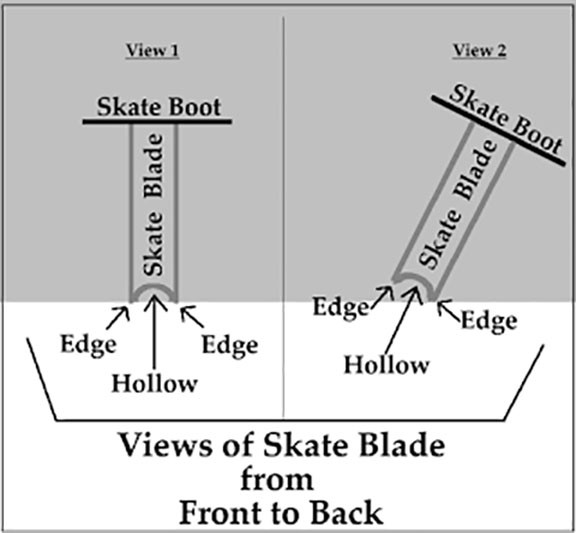 View 1
Skate Boot
Skate Blade
Edge
Edge
Hollow
View 2
Skate Boot
Skate Blade
Edge
Edge
Hollow
Views of Skate Blade
from
Front to Back